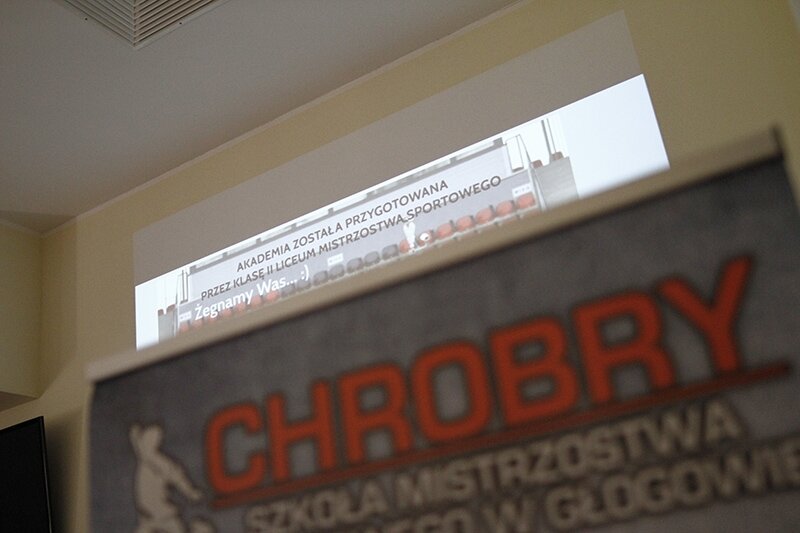 AKADEMIA ZOSTAŁA PRZYGOTOWANA
PRZEZ KLASĘ II LICEUM MISTRZOSTWA SPORTOWEGO
Żegnamy Was... :)
CHROBRY
SZKOŁA MISTRZOSTWA
W GŁOGOWIE